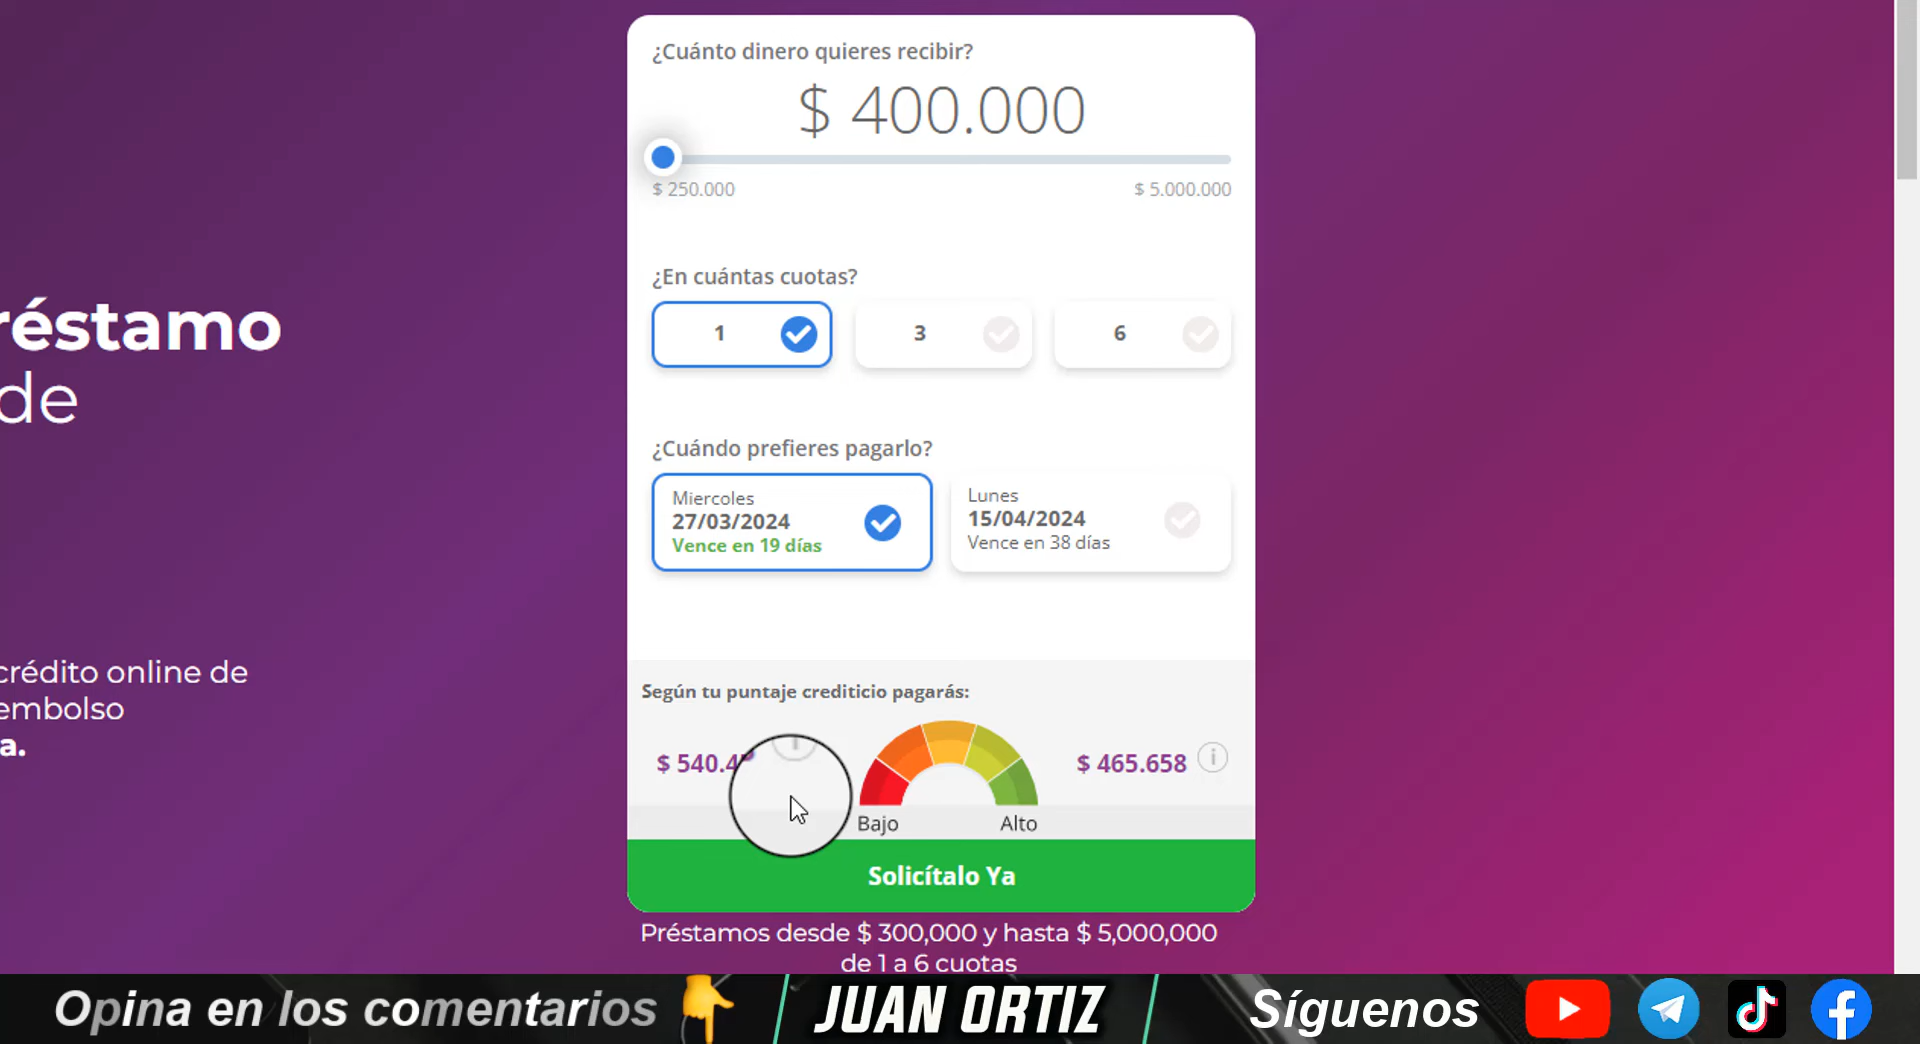 ¿Cuánto dinero quieres recibir?
$ 400.000
$ 250.000
$ 5.000.000
¿En cuántas cuotas?
1
3
6
¿Cuándo prefieres pagarlo?
Miercoles
27/03/2024
Vence en 19 días
Lunes
15/04/2024
Vence en 38 días
réstamo
de
crédito online de
embolso
a.
Según tu puntaje crediticio pagarás:
$ 540.4
$ 465.658
Bajo
Alto
Solicítalo Ya
Préstamos desde $ 300,000 y hasta $ 5,000,000
de 1 a 6 cuotas
Opina en los comentarios
JUAN ORTIZ
Síguenos